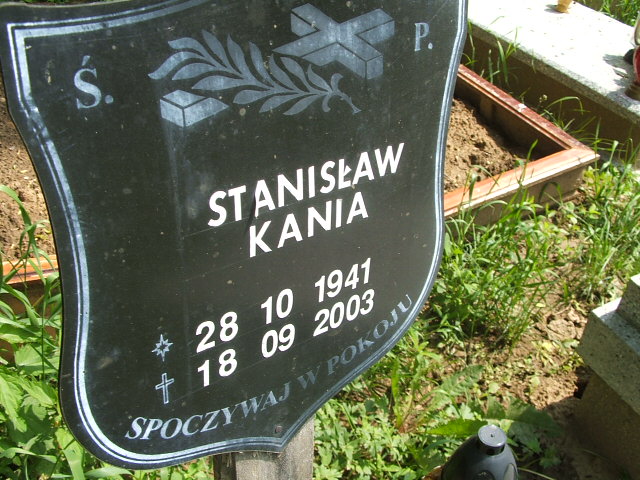 Ś. P.
STANISŁAW
KANIA
28 10 1941
18 09 2003
SPOCZYWAJ W POKOJU